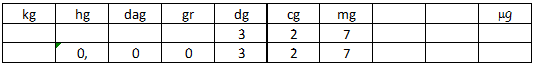 kg hg dag gr dg cg mg μg
3 2 7
0, 0 0 3 2 7